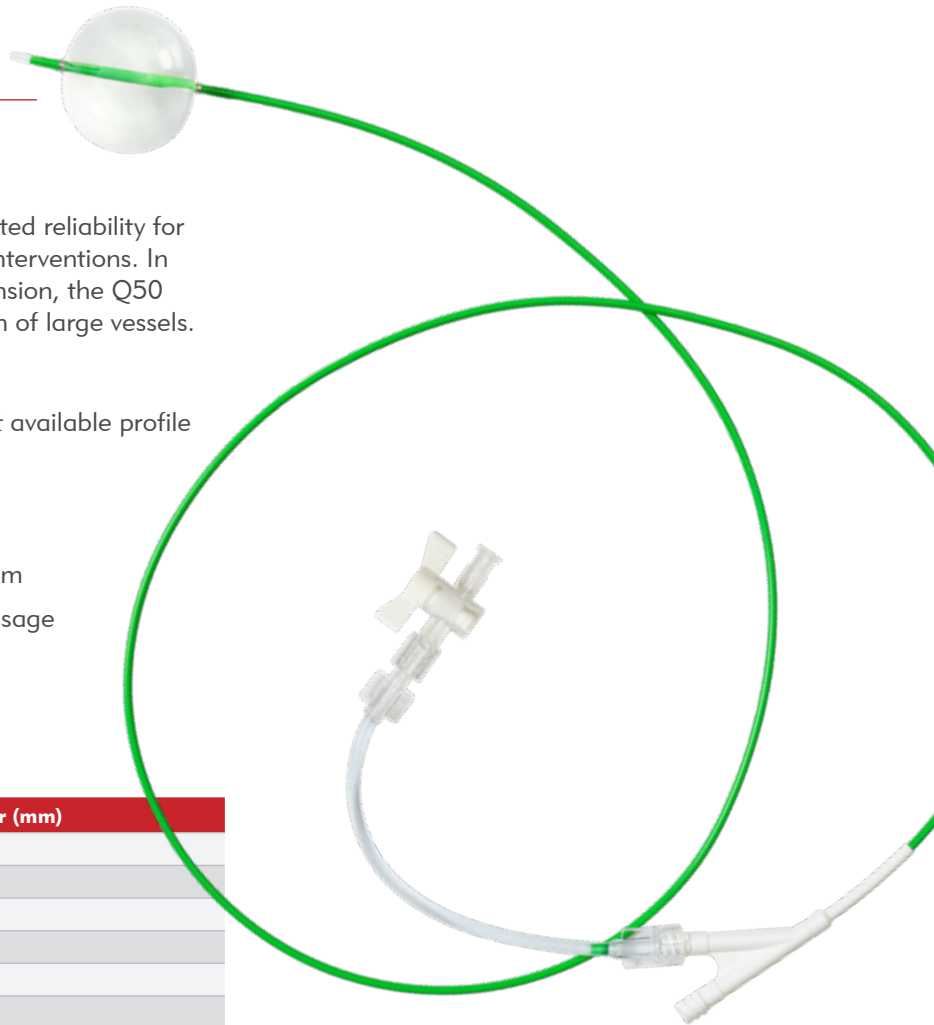 ted reliability for
nterventions. In
nsion, the Q50
n of large vessels.
t available profile
m
sage
r (mm)